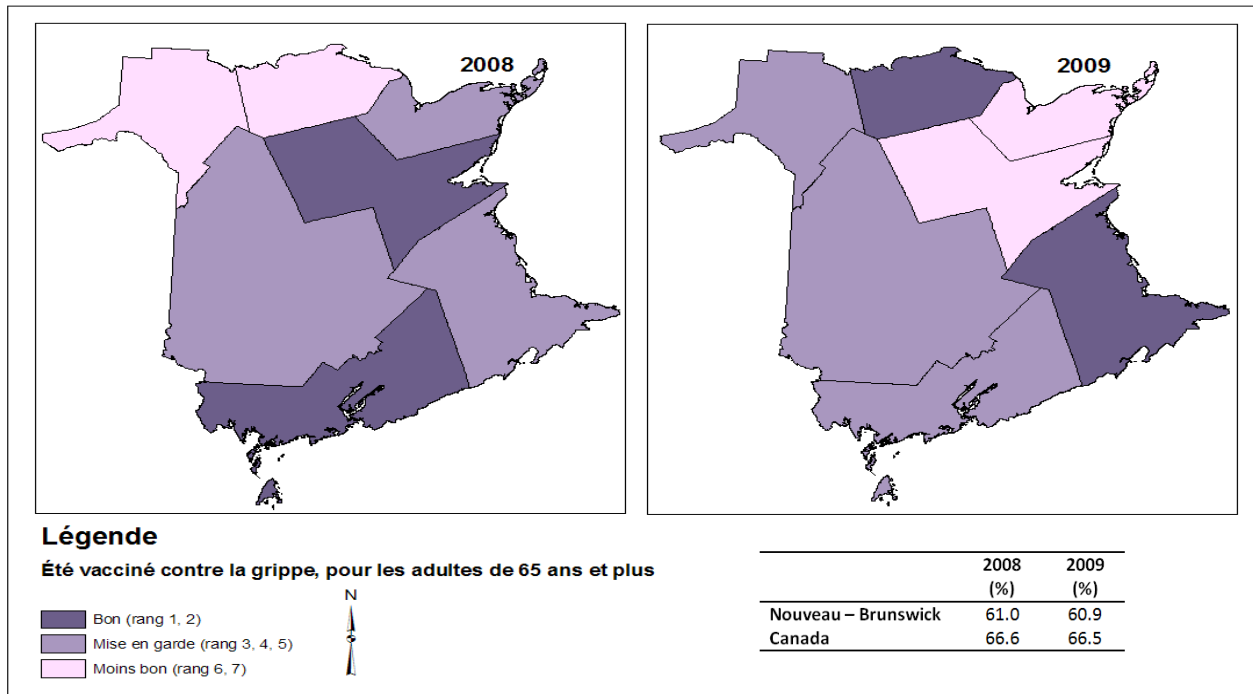 2008
2009
Légende
Été vacciné contre la grippe, pour les adultes de 65 ans et plus
N
Bon (rang 1, 2)
Mise en garde (rang 3, 4, 5)
Moins bon (rang 6, 7)
2008 2009
(%) (%)
Nouveau – Brunswick 61.0 60.9
Canada 66.6 66.5